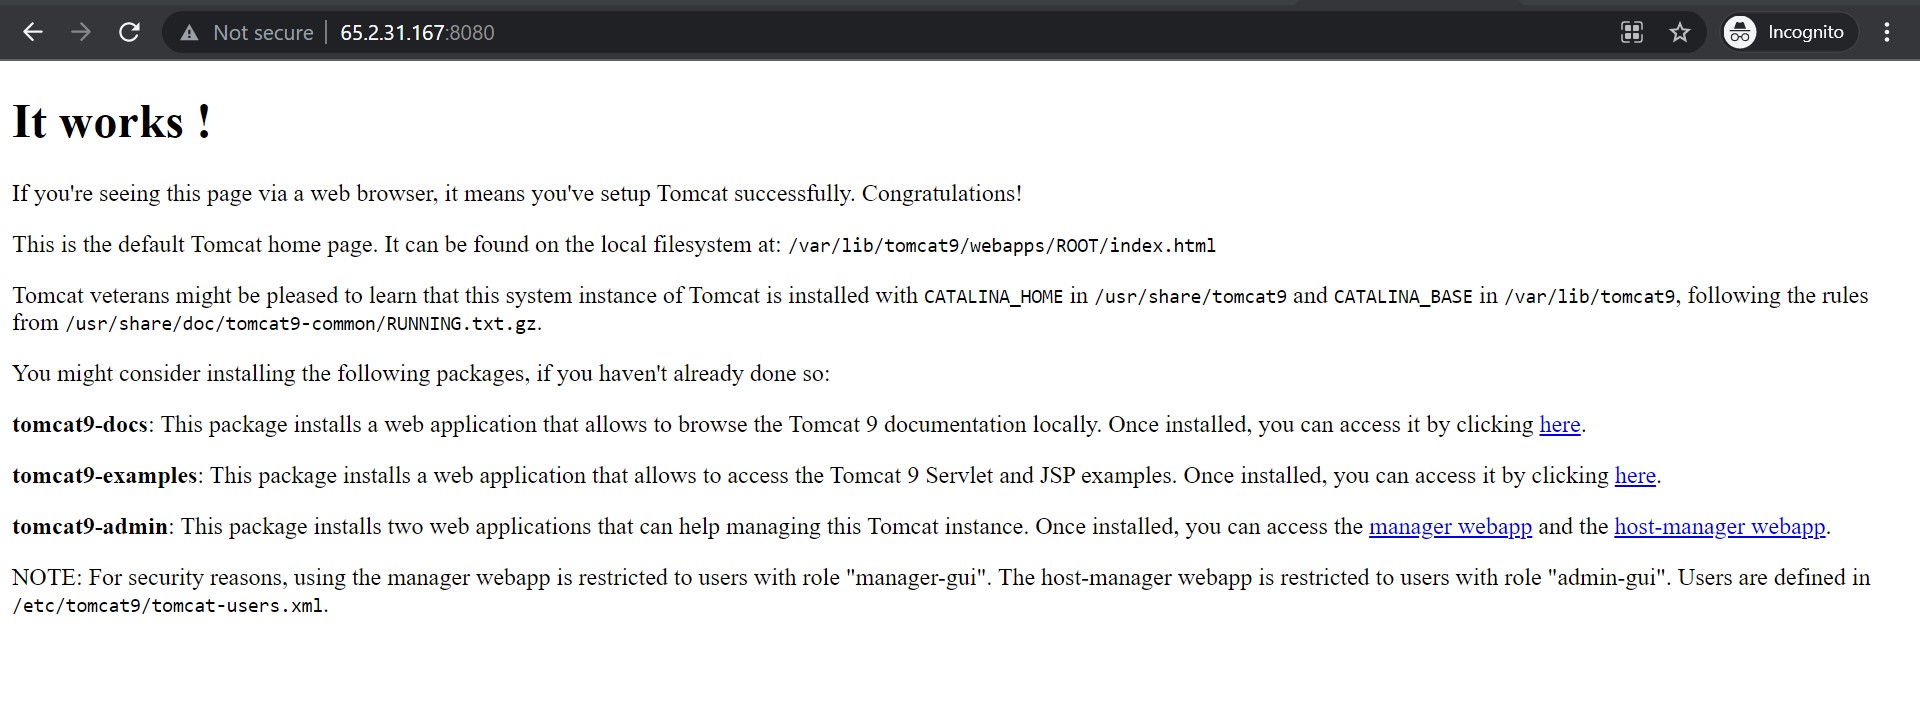 Not secure 65.2.31.167:8080 Incognito
It works !
If you're seeing this page via a web browser, it means you've setup Tomcat successfully. Congratulations!
This is the default Tomcat home page. It can be found on the local filesystem at: /var/lib/tomcat9/webapps/ROOT/index.html
Tomcat veterans might be pleased to learn that this system instance of Tomcat is installed with CATALINA_HOME in /usr/share/tomcat9 and CATALINA_BASE in /var/lib/tomcat9, following the rules
from /usr/share/doc/tomcat9-common/RUNNING.txt.gz.
You might consider installing the following packages, if you haven't already done so:
tomcat9-docs: This package installs a web application that allows to browse the Tomcat 9 documentation locally. Once installed, you can access it by clicking here.
tomcat9-examples: This package installs a web application that allows to access the Tomcat 9 Servlet and JSP examples. Once installed, you can access it by clicking here.
tomcat9-admin: This package installs two web applications that can help managing this Tomcat instance. Once installed, you can access the manager webapp and the host-manager webapp.
NOTE: For security reasons, using the manager webapp is restricted to users with role "manager-gui". The host-manager webapp is restricted to users with role "admin-gui". Users are defined in
/etc/tomcat9/tomcat-users.xml.